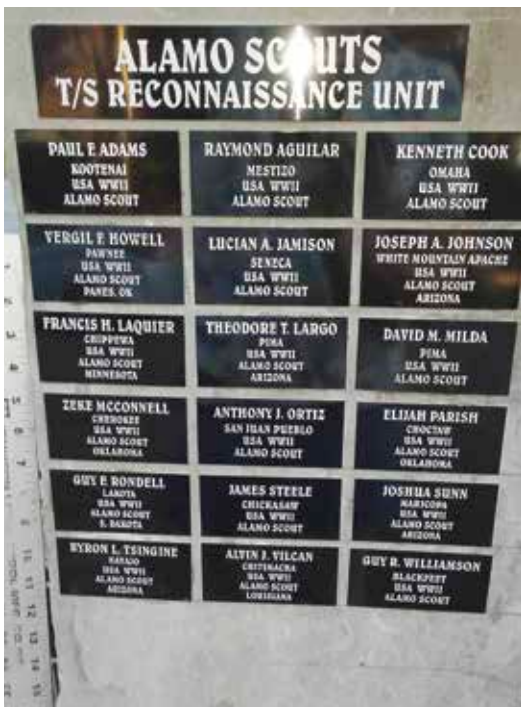 ALAMO SCOUTS
T/S RECONNAISSANCE UNIT
PAUL F. ADAMS
KOOTENAI
USA WWII
ALAMO SCOUT
RAYMOND AGUILAR
MESTIZO
USA WWII
ALAMO SCOUT
KENNETH COOK
OMAHA
USA WWII
ALAMO SCOUT
VERGIL F. HOWELL
PAWNEE
USA WWII
ALAMO SCOUT
PANES, OK
LUCIAN A. JAMISON
SENECA
USA WWII
ALAMO SCOUT
JOSEPH A. JOHNSON
WHITE MOUNTAIN APACHE
USA WWII
ALAMO SCOUT
ARIZONA
FRANCIS H. LAQUIER
CHIPPEWA
USA WWII
ALAMO SCOUT
MINNESOTA
THEODORE T. LARGO
PIMA
USA WWII
ALAMO SCOUT
ARIZONA
DAVID M. MILDA
PIMA
USA WWII
ALAMO SCOUT
ZEKE MCCONNELL
CHEROKEE
USA WWII
ALAMO SCOUT
OKLAHOMA
ANTHONY J. ORTIZ
SAN JUAN PUEBLO
USA WWII
ALAMO SCOUT
ELIJAH PARISH
CHOCTAW
USA WWII
ALAMO SCOUT
OKLAHOMA
GUY F. RONDELL
LAKOTA
USA WWII
ALAMO SCOUT
S. DAKOTA
JAMES STEELE
CHICKASAW
USA WWII
ALAMO SCOUT
JOSHUA SUNN
MARICOPA
USA WWII
ALAMO SCOUT
ARIZONA
BYRON L. TSINGINE
NAVAJO
USA WWII
ALAMO SCOUT
ARIZONA
ALVIN J. VILCAN
CHITIMACHA
USA WWII
ALAMO SCOUT
LOUISIANA
GUY R. WILLIAMSON
BLACKFEET
USA WWII
ALAMO SCOUT